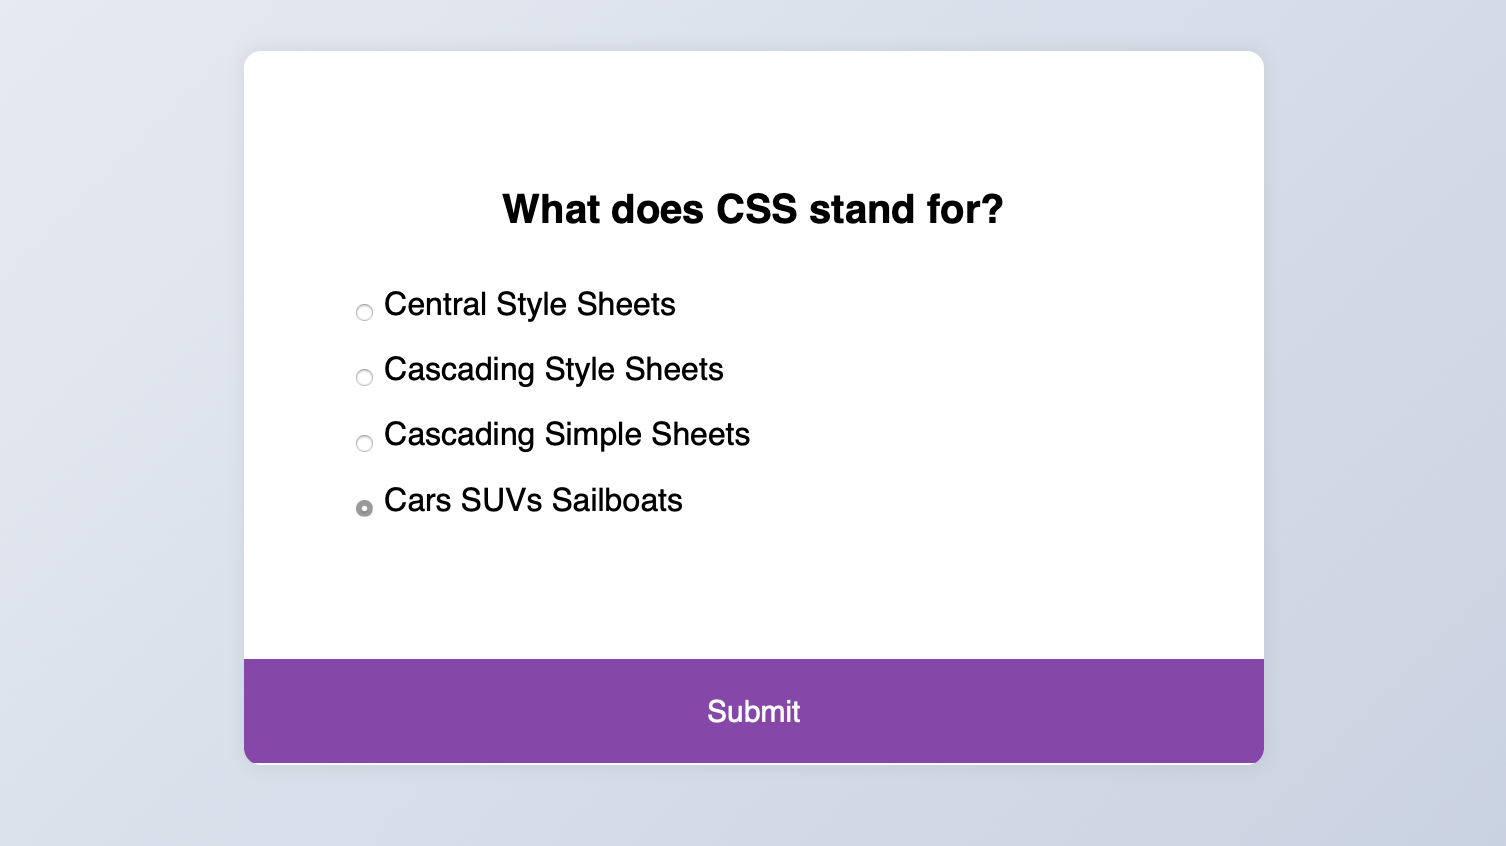 What does CSS stand for?
Central Style Sheets
Cascading Style Sheets
Cascading Simple Sheets
Cars SUVs Sailboats
Submit